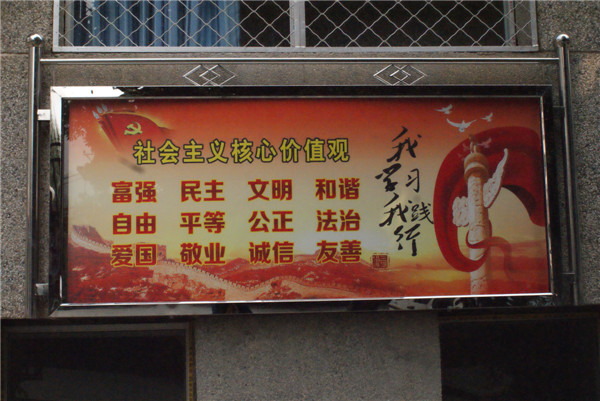 社会主义核心价值观
富强 民主 文明 和谐
自由 平等 公正 法治
爱国 敬业 诚信 友善
我学习
我践行